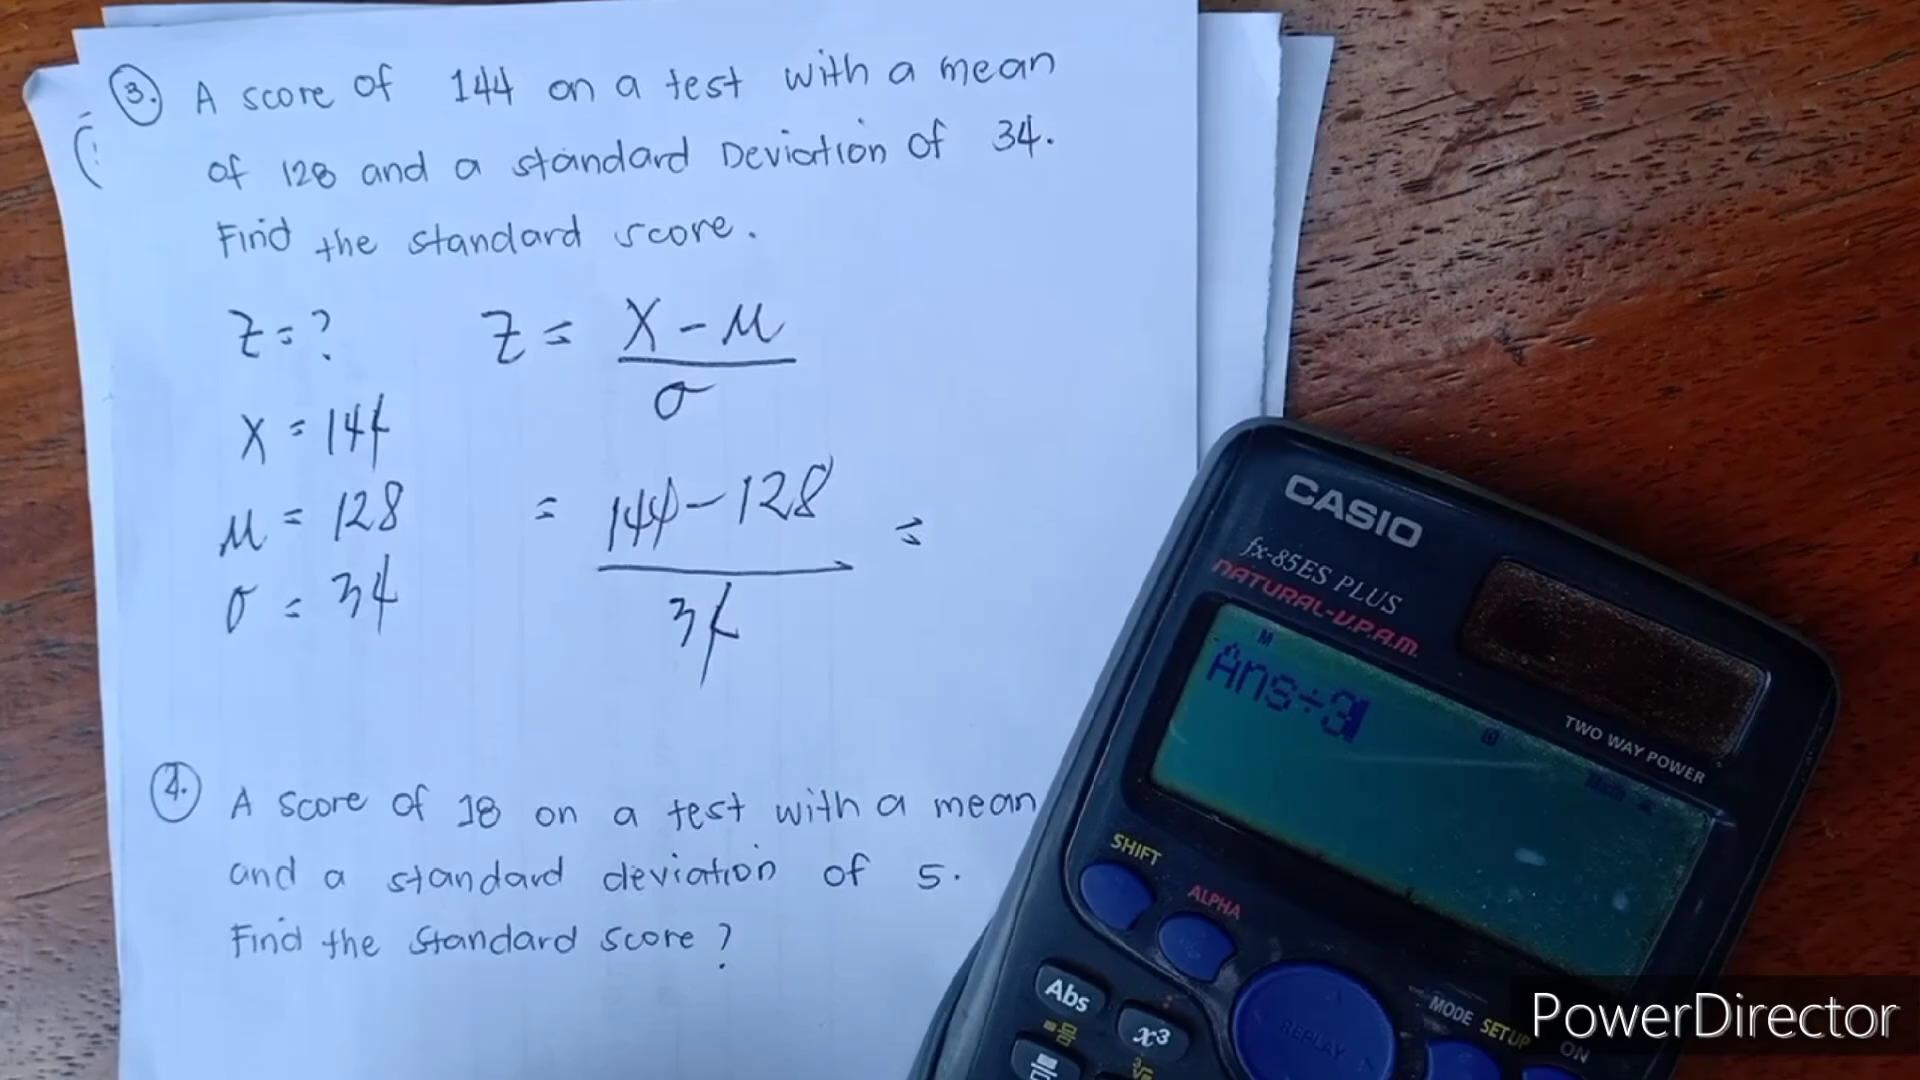 3. A score of 144 on a test with a mean
of 128 and a standard Deviation of 34.
Find the standard score.
Z = ?
Z = X - μ / σ
X = 144
μ = 128
σ = 34
= 144 - 128 / 34 =
4. A score of 18 on a test with a mean
and a standard deviation of 5.
Find the standard score?
CASIO
fx-85ES PLUS
NATURAL-V.P.A.M.
TWO WAY POWER
M
D
Ans÷3
SHIFT
ALPHA
Abs
x³
REPLAY
MODE SETUP
ON
PowerDirector